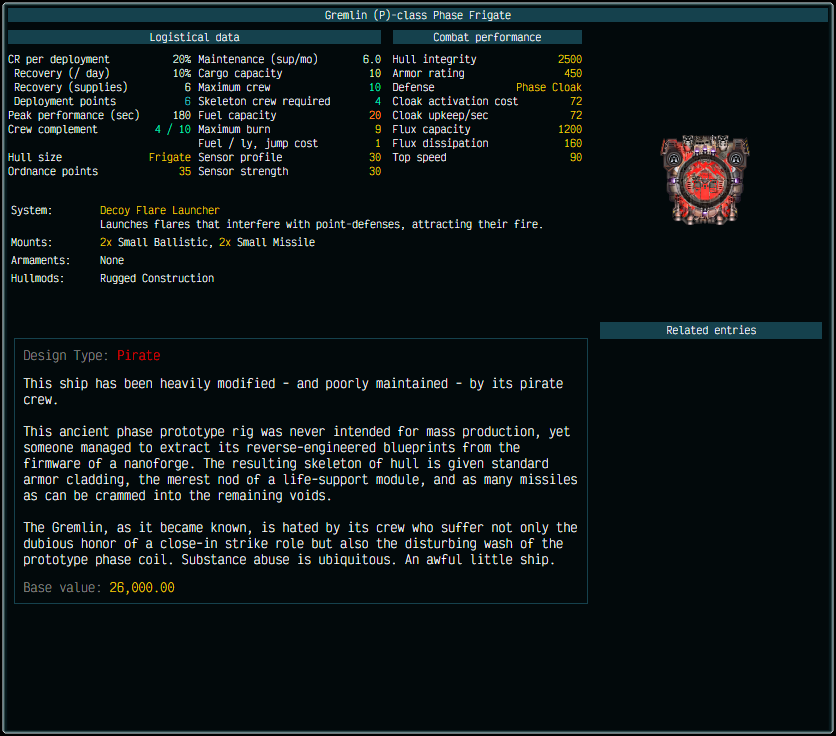 Gremlin (P)-class Phase Frigate
Logistical data
CR per deployment 20%
Recovery (/ day) 10%
Recovery (supplies) 6
Deployment points 6
Peak performance (sec) 180
Crew complement 4 / 10
Hull size Frigate
Ordnance points 35
Maintenance (sup/mo) 6.0
Cargo capacity 10
Maximum crew 10
Skeleton crew required 4
Fuel capacity 20
Maximum burn 9
Fuel / ly, jump cost 1
Sensor profile 30
Sensor strength 30
Combat performance
Hull integrity 2500
Armor rating 450
Defense Phase Cloak
Cloak activation cost 72
Cloak upkeep/sec 72
Flux capacity 1200
Flux dissipation 160
Top speed 90
System: Decoy Flare Launcher
Launches flares that interfere with point-defenses, attracting their fire.
Mounts: 2x Small Ballistic, 2x Small Missile
Armaments: None
Hullmods: Rugged Construction
Related entries
Design Type: Pirate
This ship has been heavily modified - and poorly maintained - by its pirate
crew.
This ancient phase prototype rig was never intended for mass production, yet
someone managed to extract its reverse-engineered blueprints from the
firmware of a nanoforge. The resulting skeleton of hull is given standard
armor cladding, the merest nod of a life-support module, and as many missiles
as can be crammed into the remaining voids.
The Gremlin, as it became known, is hated by its crew who suffer not only the
dubious honor of a close-in strike role but also the disturbing wash of the
prototype phase coil. Substance abuse is ubiquitous. An awful little ship.
Base value: 26,000.00